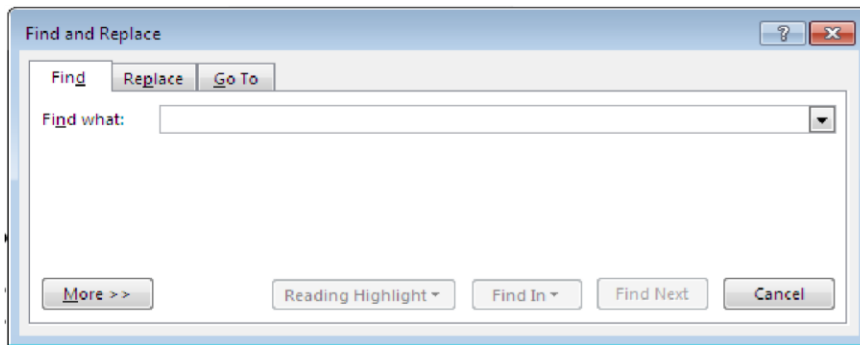 Find and Replace
Find Replace Go To
Find what:
More >> Reading Highlight Find In Find Next Cancel